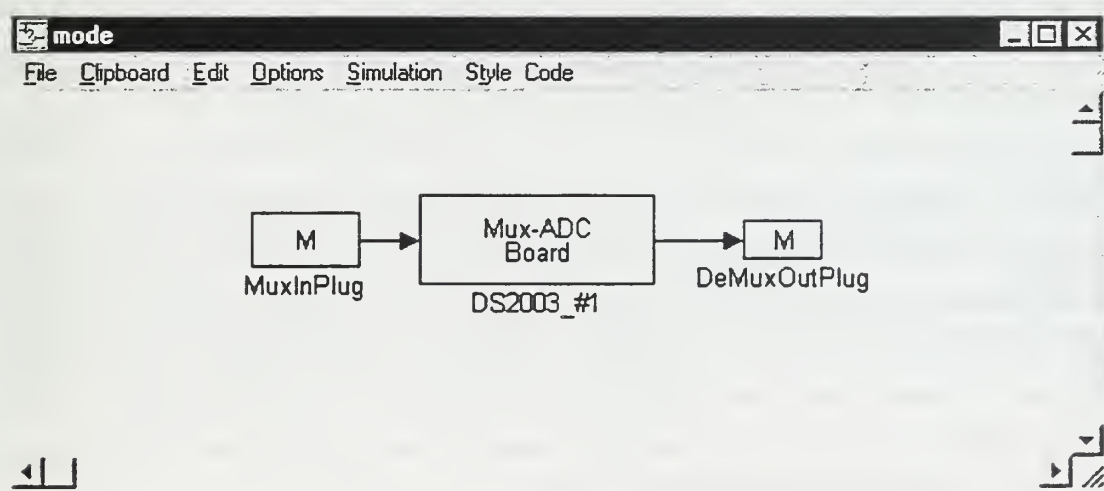 mode
File Clipboard Edit Options Simulation Style Code
M
MuxInPlug
Mux-ADC
Board
DS2003_#1
M
DeMuxOutPlug